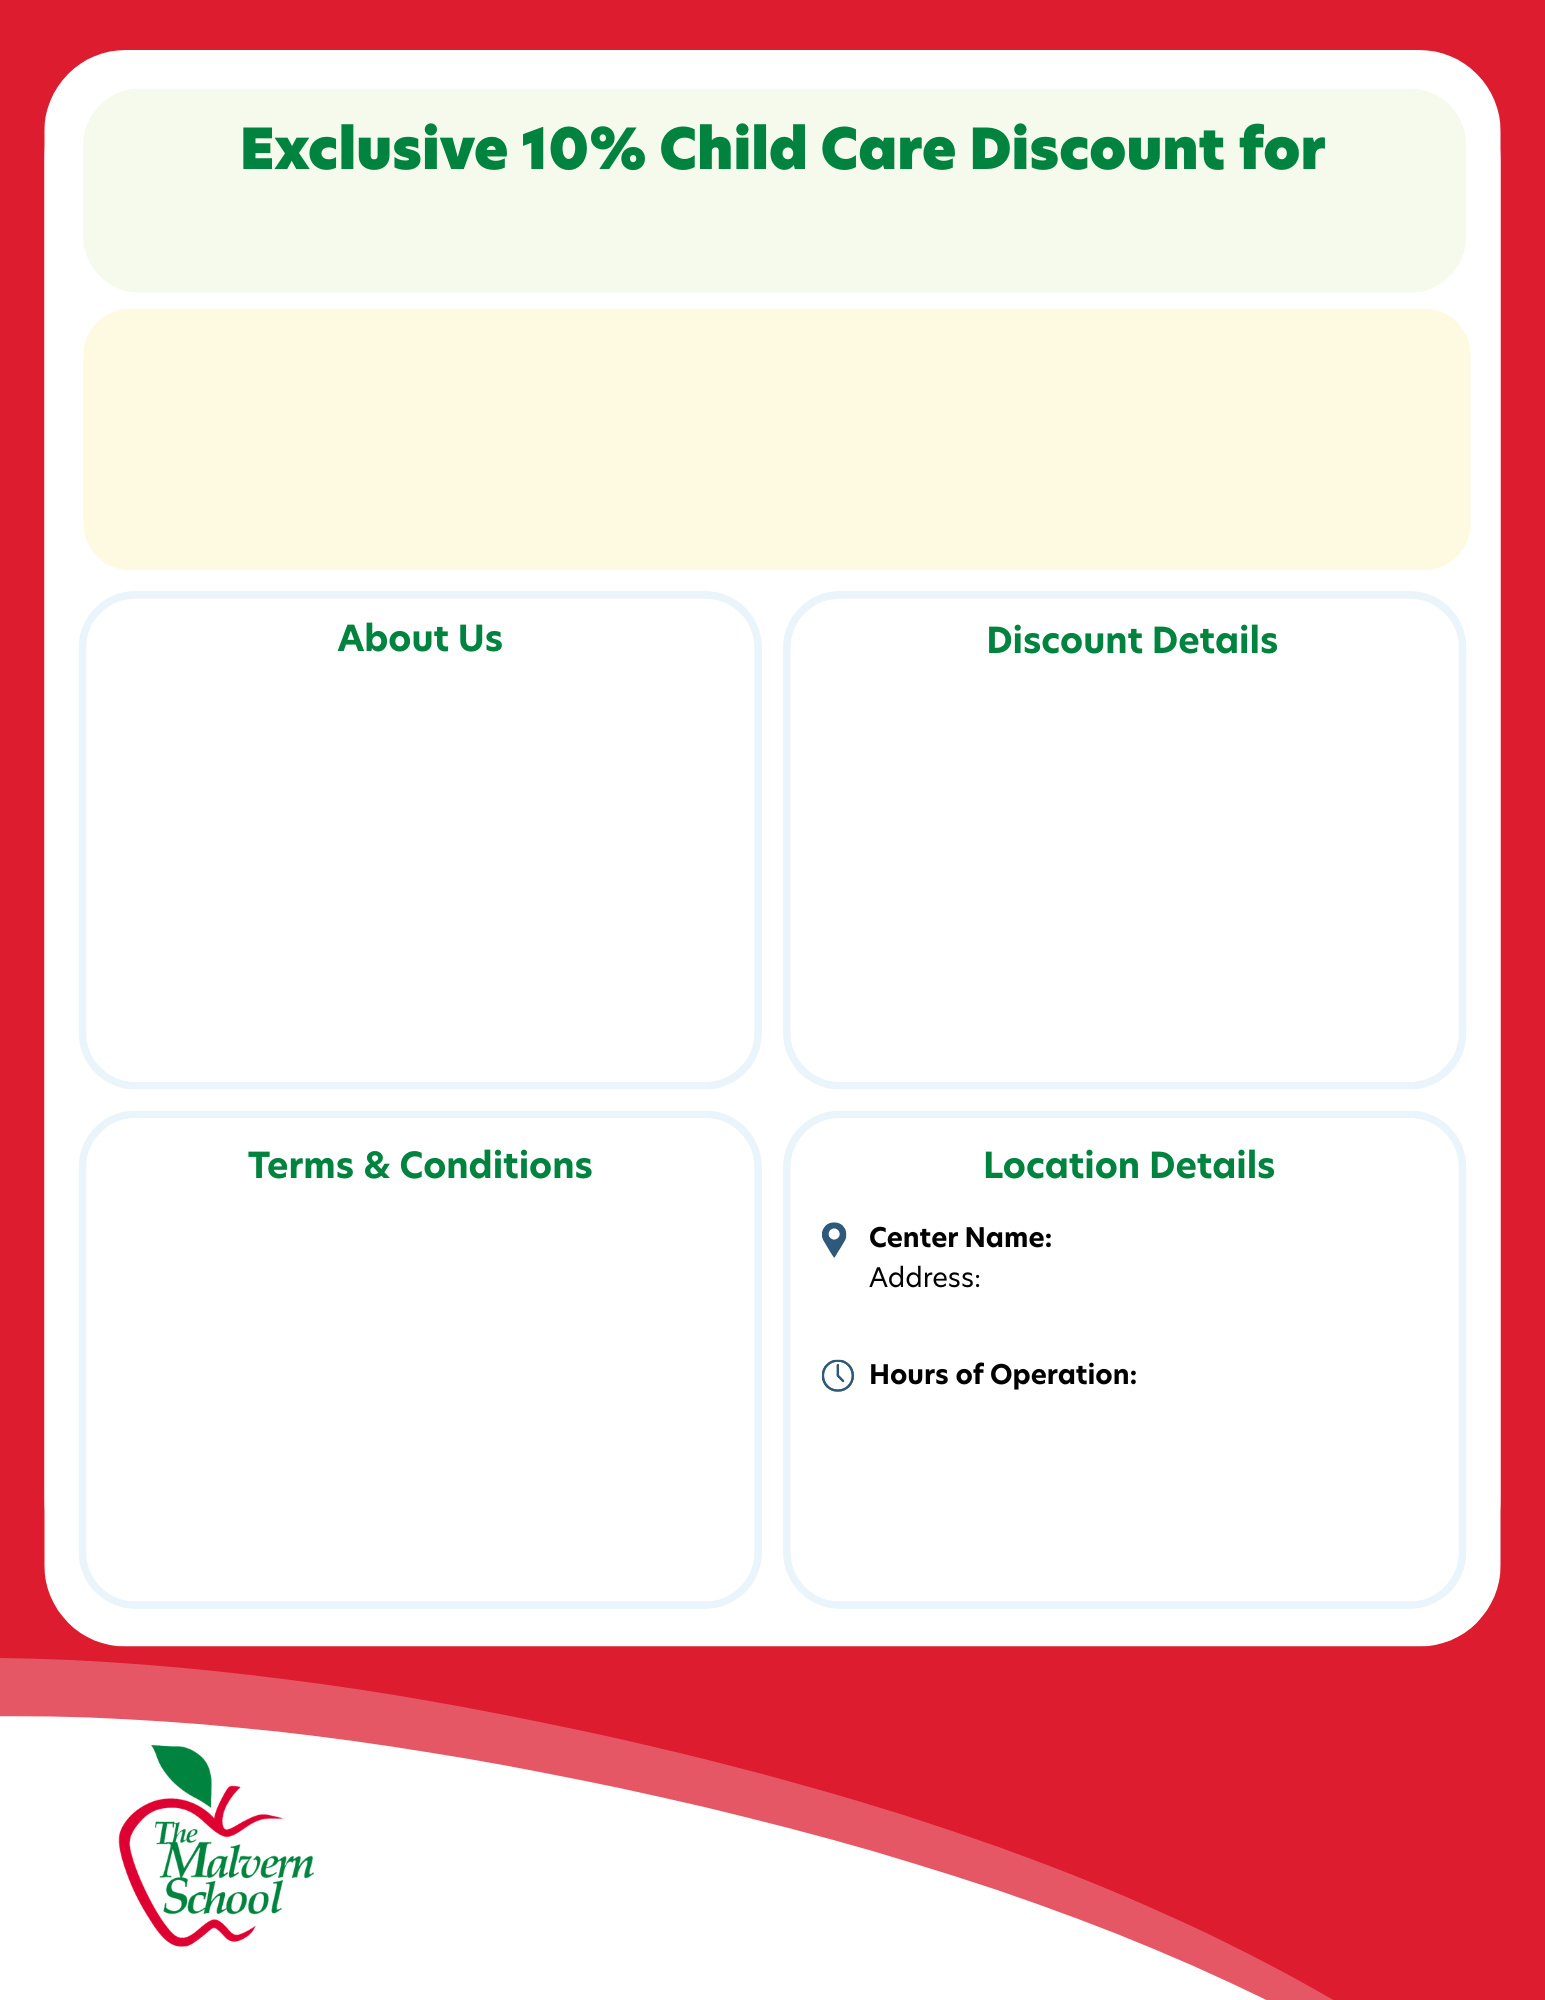 Exclusive 10% Child Care Discount for
About Us
Discount Details
Terms & Conditions
Location Details
Center Name:
Address:
Hours of Operation:
The
Malvern
School